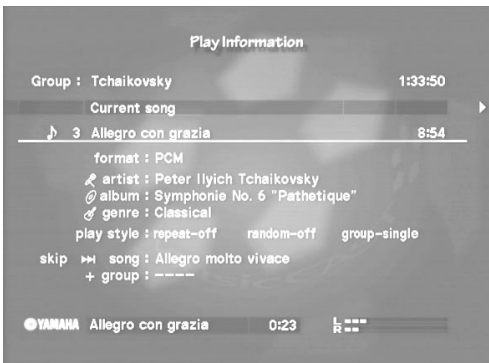 Play Information
Group : Tchaikovsky 1:33:50
Current song
3 Allegro con grazia 8:54
format : PCM
artist : Peter Ilyich Tchaikovsky
album : Symphonie No. 6 "Pathetique"
genre : Classical
play style : repeat-off random-off group-single
skip song : Allegro molto vivace
+ group : ----
YAMAHA Allegro con grazia 0:23 L
R